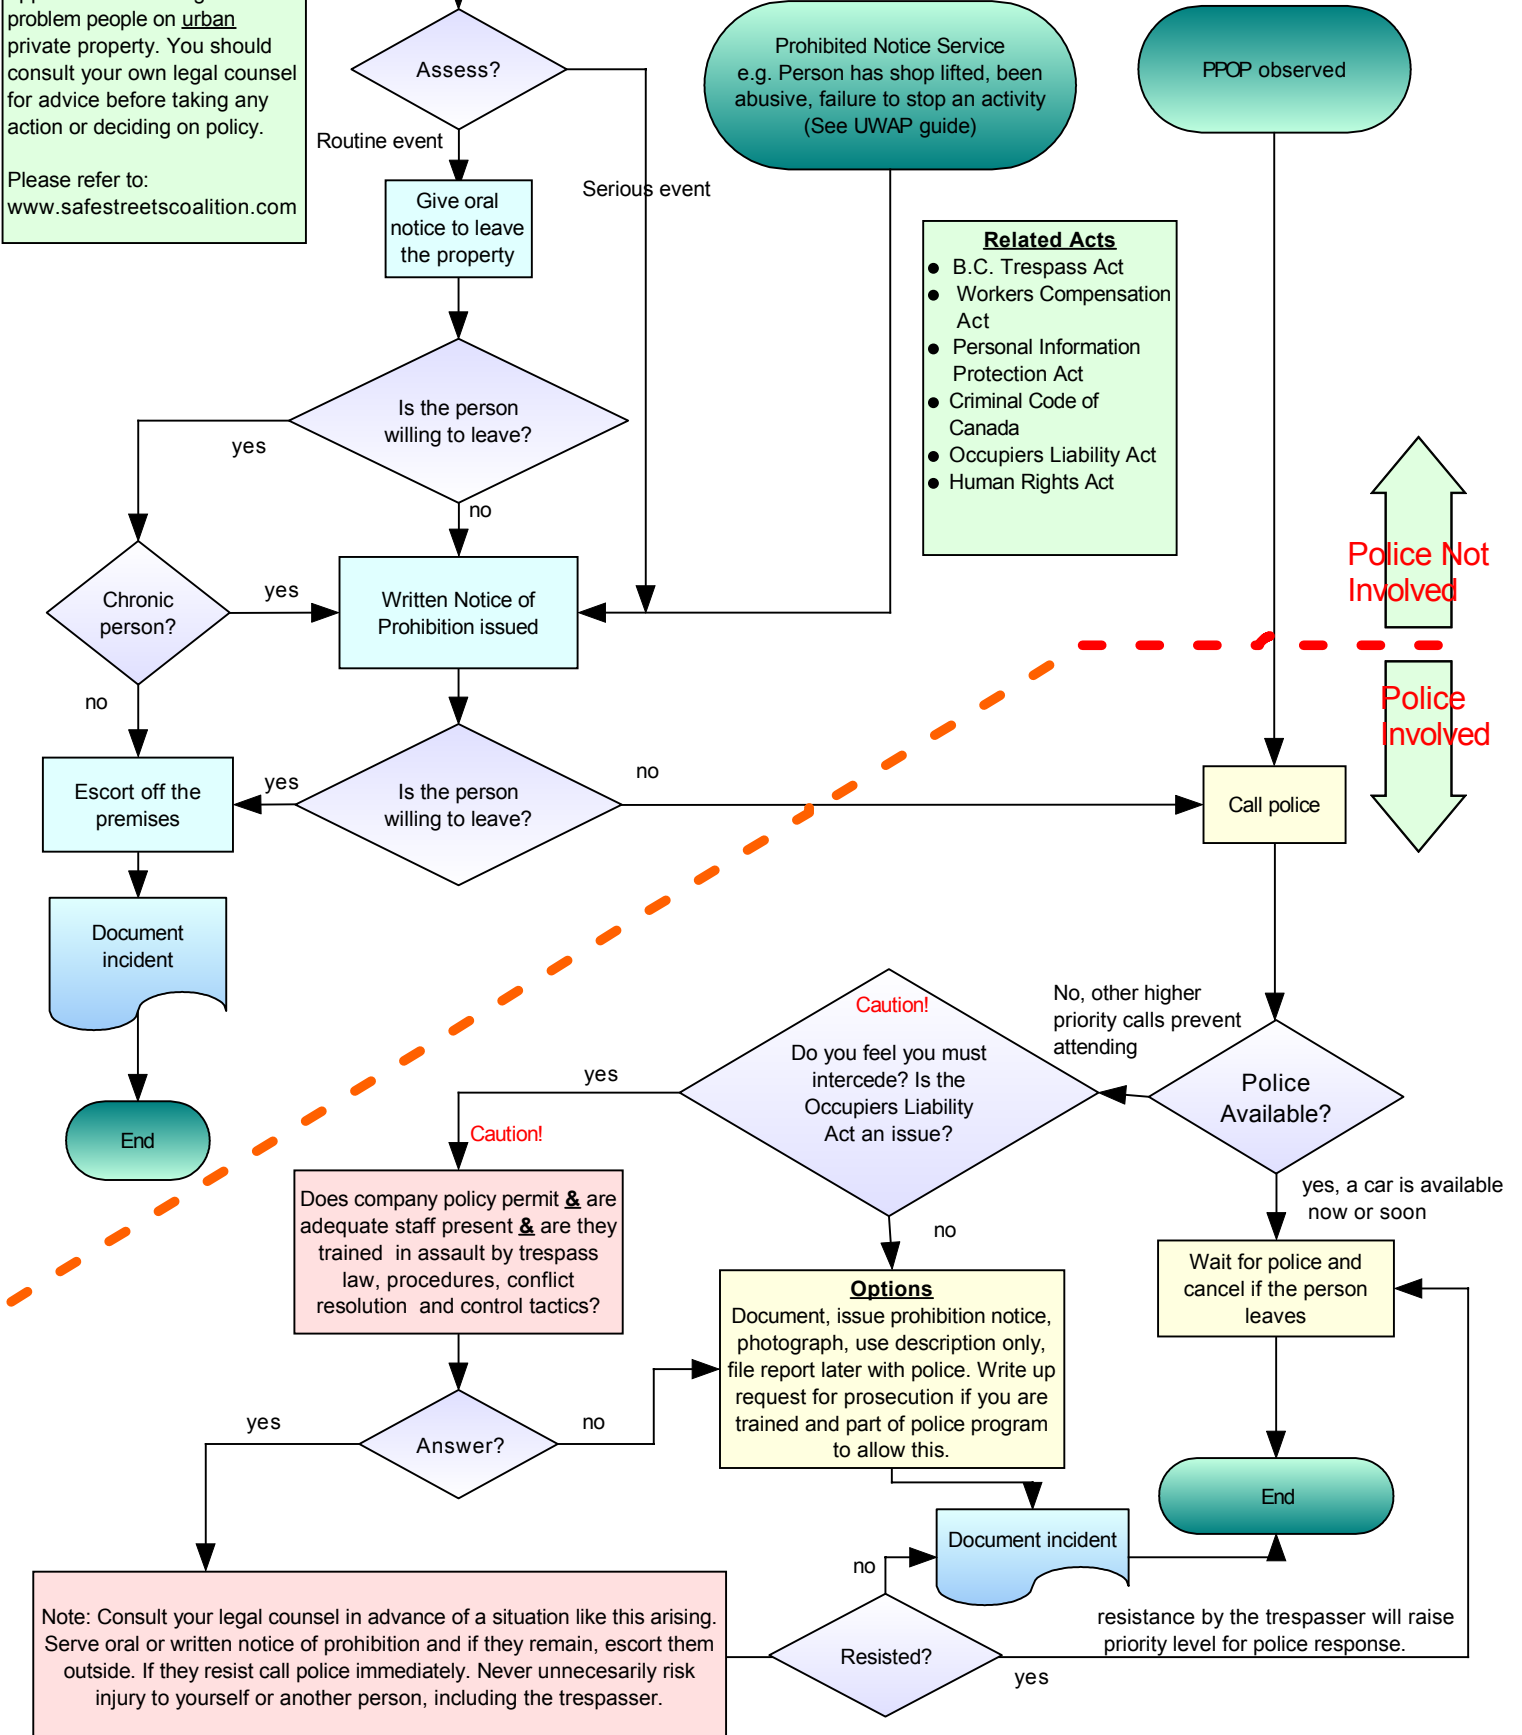 problem people on urban
private property. You should
consult your own legal counsel
for advice before taking any
action or deciding on policy.
Please refer to:
www.safestreetscoalition.com
Assess?
Routine event
Serious event
Give oral
notice to leave
the property
Prohibited Notice Service
e.g. Person has shop lifted, been
abusive, failure to stop an activity
(See UWAP guide)
PPOP observed
Related Acts
● B.C. Trespass Act
● Workers Compensation
Act
● Personal Information
Protection Act
● Criminal Code of
Canada
● Occupiers Liability Act
● Human Rights Act
Is the person
willing to leave?
yes
no
Police Not
Involved
Chronic
person?
yes
Written Notice of
Prohibition issued
no
Police
Involved
Escort off the
premises
yes
Is the person
willing to leave?
no
Call police
Document
incident
End
Caution!
Do you feel you must
intercede? Is the
Occupiers Liability
Act an issue?
No, other higher
priority calls prevent
attending
Police
Available?
yes
Caution!
no
yes, a car is available
now or soon
Does company policy permit & are
adequate staff present & are they
trained in assault by trespass
law, procedures, conflict
resolution and control tactics?
Options
Document, issue prohibition notice,
photograph, use description only,
file report later with police. Write up
request for prosecution if you are
trained and part of police program
to allow this.
Wait for police and
cancel if the person
leaves
yes
Answer?
no
End
Document incident
no
Note: Consult your legal counsel in advance of a situation like this arising.
Serve oral or written notice of prohibition and if they remain, escort them
outside. If they resist call police immediately. Never unnecesarily risk
injury to yourself or another person, including the trespasser.
Resisted?
yes
resistance by the trespasser will raise
priority level for police response.